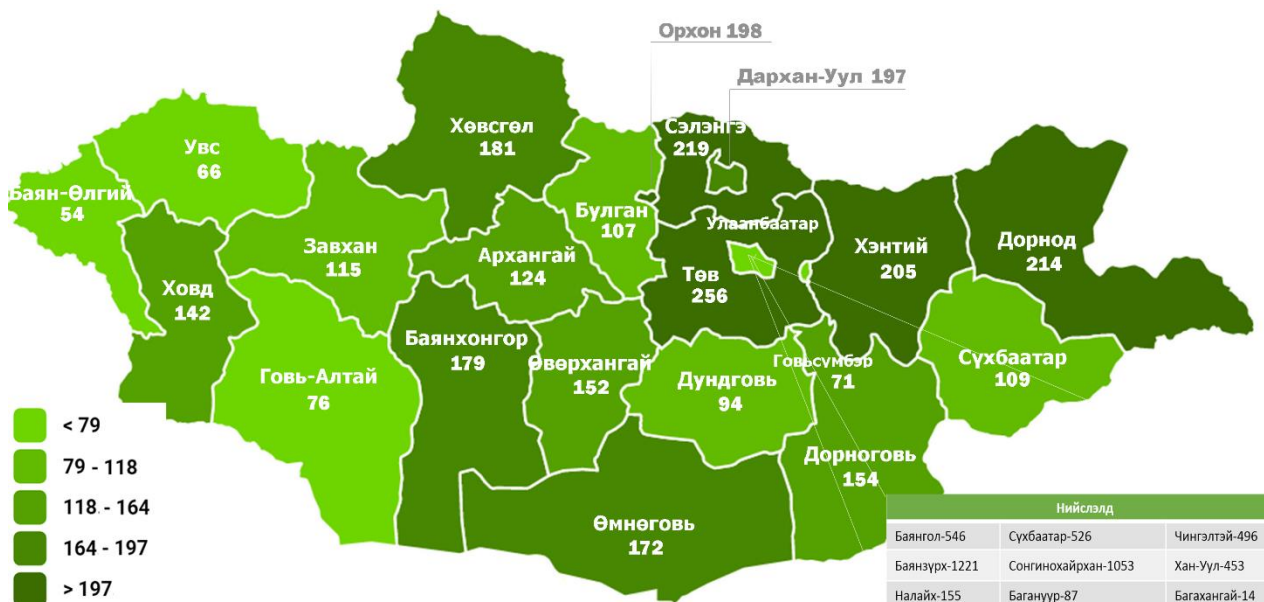 Орхон 198
Дархан-Уул 197
Хөвсгөл
181
Сэлэнгэ
219
Увс
66
Баян-Өлгий
54
Булган
107
Улаанбаатар
Завхан
115
Архангай
124
Хэнтий
205
Дорнод
214
Ховд
142
Төв
256
Баянхонгор
179
Өвөрхангай
152
Говьсүмбэр
71
Сүхбаатар
109
Говь-Алтай
76
Дундговь
94
Дорноговь
154
Өмнөговь
172
< 79
79 - 118
118 - 164
164 - 197
> 197
Нийслэлд
Баянгол-546 Сүхбаатар-526 Чингэлтэй-496
Баянзүрх-1221 Сонгинохайрхан-1053 Хан-Уул-453
Налайх-155 Багануур-87 Багахангай-14